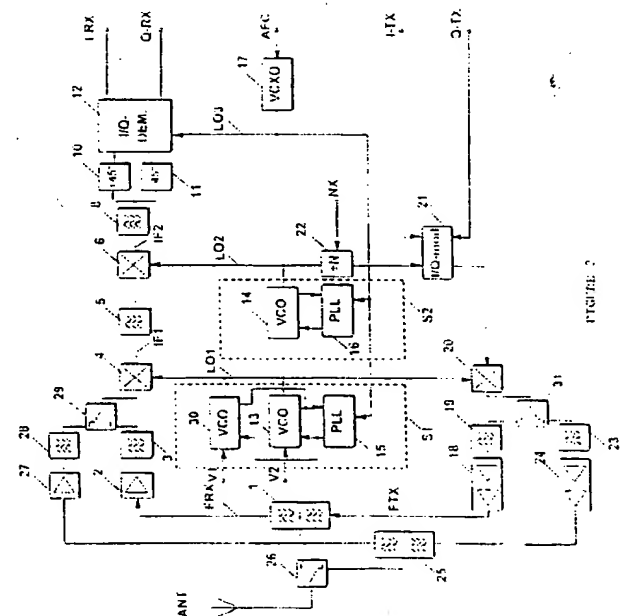 I-RX
Q-RX
AFC
I-TX
Q-TX
12
I/Q-
DEM.
17
VCXO
10
+45°
-45°
11
8
LO3
6
IF2
LO2
NX
22
÷N
21
I/Q-mod
5
14
VCO
PLL
16
S2
4
IF1
LO1
20
29
30
VCO
13
VCO
PLL
15
S1
31
28
3
19
23
27
2
V1
V2
18
24
FRX
1
FTX
26
25
ANT
FIGURE 2